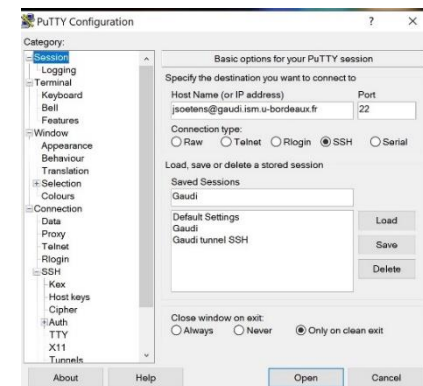 PuTTY Configuration ? ×
Category:
Session
Logging
Terminal
Keyboard
Bell
Features
Window
Appearance
Behaviour
Translation
Selection
Colours
Connection
Data
Proxy
Telnet
Rlogin
SSH
Kex
Host keys
Cipher
Auth
TTY
X11
Tunnels
Basic options for your PuTTY session
Specify the destination you want to connect to
Host Name (or IP address) Port
jsoetens@gaudi.ism.u-bordeaux.fr 22
Connection type:
Raw Telnet Rlogin SSH Serial
Load, save or delete a stored session
Saved Sessions
Gaudi
Default Settings Load
Gaudi
Gaudi tunnel SSH Save
Delete
Close window on exit:
Always Never Only on clean exit
About Help Open Cancel